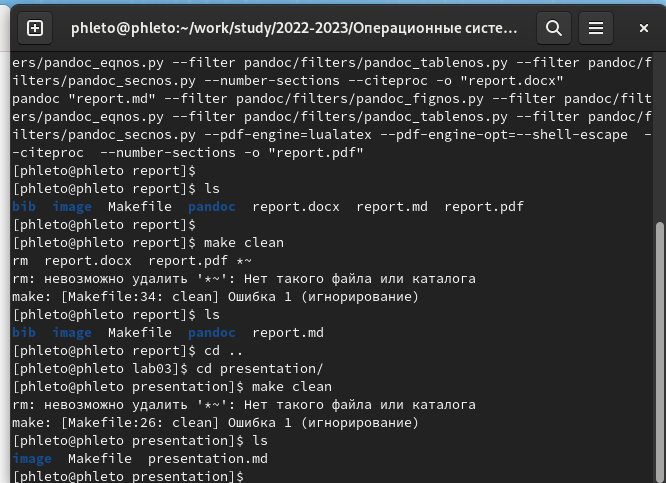 phleto@phleto:~/work/study/2022-2023/Операционные систе…
ers/pandoc_eqnos.py --filter pandoc/filters/pandoc_tablenos.py --filter pandoc/f
ilters/pandoc_secnos.py --number-sections --citeproc -o "report.docx"
pandoc "report.md" --filter pandoc/filters/pandoc_fignos.py --filter pandoc/filt
ers/pandoc_eqnos.py --filter pandoc/filters/pandoc_tablenos.py --filter pandoc/f
ilters/pandoc_secnos.py --pdf-engine=lualatex --pdf-engine-opt=--shell-escape  -
-citeproc  --number-sections -o "report.pdf"
[phleto@phleto report]$
[phleto@phleto report]$ ls
bib  image  Makefile  pandoc  report.docx  report.md  report.pdf
[phleto@phleto report]$
[phleto@phleto report]$ make clean
rm  report.docx  report.pdf *~
rm: невозможно удалить '*~': Нет такого файла или каталога
make: [Makefile:34: clean] Ошибка 1 (игнорирование)
[phleto@phleto report]$ ls
bib  image  Makefile  pandoc  report.md
[phleto@phleto report]$ cd ..
[phleto@phleto lab03]$ cd presentation/
[phleto@phleto presentation]$ make clean
rm: невозможно удалить '*~': Нет такого файла или каталога
make: [Makefile:26: clean] Ошибка 1 (игнорирование)
[phleto@phleto presentation]$ ls
image  Makefile  presentation.md
[phleto@phleto presentation]$